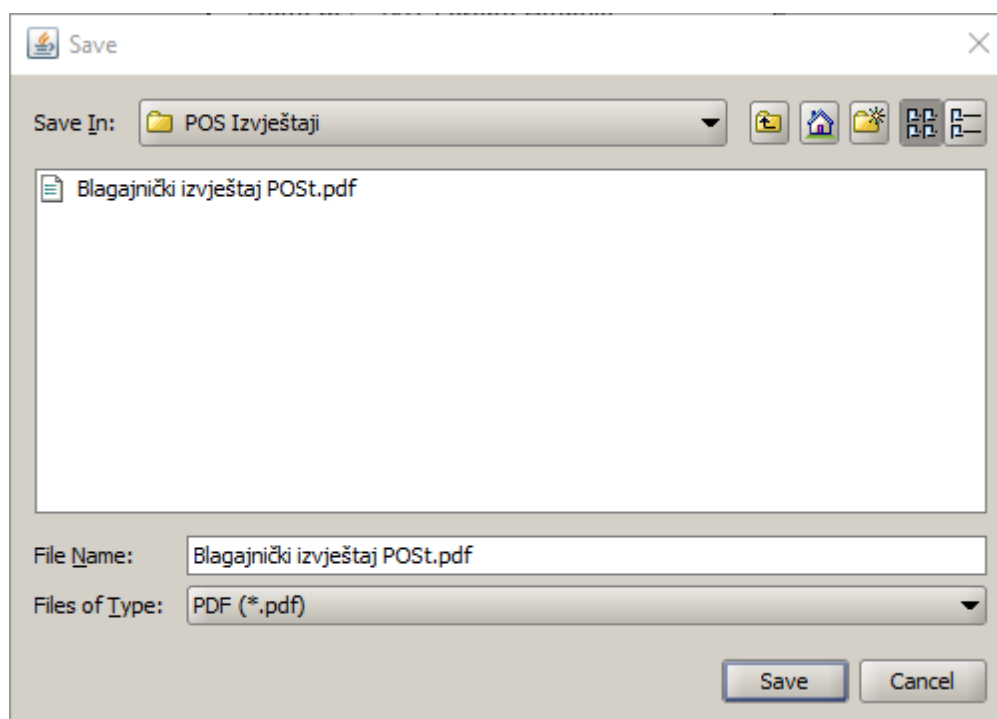 Save
Save In: POS Izvještaji
Blagajnički izvještaj POSt.pdf
File Name: Blagajnički izvještaj POSt.pdf
Files of Type: PDF (*.pdf)
Save Cancel